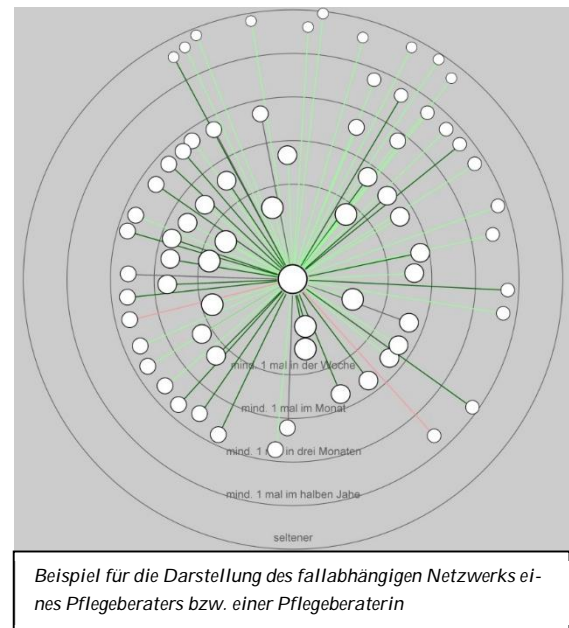 mind. 1 mal in der Woche
mind. 1 mal im Monat
mind. 1 mal in drei Monaten
mind. 1 mal im halben Jahe
seltener
Beispiel für die Darstellung des fallabhängigen Netzwerks ei-
nes Pflegeberaters bzw. einer Pflegeberaterin